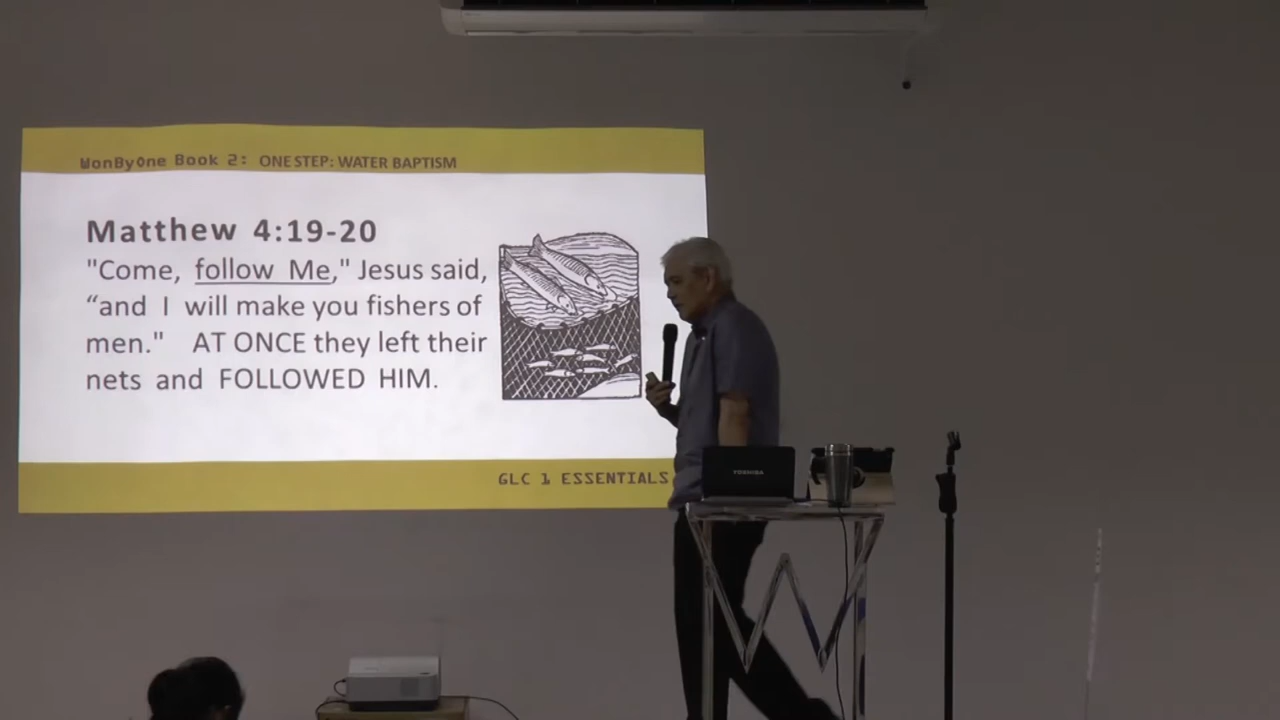 WonByOne Book 2: ONE STEP: WATER BAPTISM
Matthew 4:19-20
"Come, follow Me," Jesus said,
“and I will make you fishers of
men." AT ONCE they left their
nets and FOLLOWED HIM.
GLC 1 ESSENTIALS
TOSHIBA